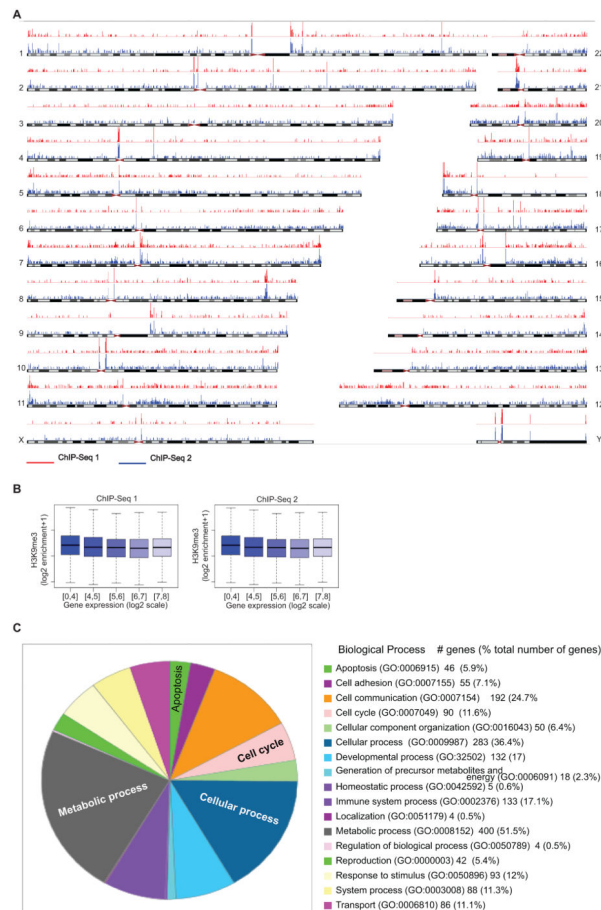 A
1 22
2 21
3 20
4 19
5 18
6 17
7 16
8 15
9 14
10 13
11 12
X Y
ChIP-Seq 1 ChIP-Seq 2
B
ChIP-Seq 1 ChIP-Seq 2
H3K9me3
(log2 enrichment+1)
H3K9me3
(log2 enrichment+1)
[0,4] [4,5] [5,6] [6,7] [7,8] [0,4] [4,5] [5,6] [6,7] [7,8]
Gene expression (log2 scale) Gene expression (log2 scale)
C
Apoptosis
Cell cycle
Metabolic process
Cellular process
Biological Process # genes (% total number of genes)
Apoptosis (GO:0006915) 46 (5.9%)
Cell adhesion (GO:0007155) 55 (7.1%)
Cell communication (GO:0007154) 192 (24.7%
Cell cycle (GO:0007049) 90 (11.6%)
Cellular component organization (GO:0016043) 50 (6.4%)
Cellular process (GO:0009987) 283 (36.4%)
Developmental process (GO:32502) 132 (17)
Generation of precursor metabolites and
energy (GO:0006091) 18 (2.3%)
Homeostatic process (GO:0042592) 5 (0.6%)
Immune system process (GO:0002376) 133 (17.1%)
Localization (GO:0051179) 4 (0.5%)
Metabolic process (GO:0008152) 400 (51.5%)
Regulation of biological process (GO:0050789) 4 (0.5%)
Reproduction (GO:0000003) 42 (5.4%)
Response to stimulus (GO:0050896) 93 (12%)
System process (GO:0003008) 88 (11.3%)
Transport (GO:0006810) 86 (11.1%)